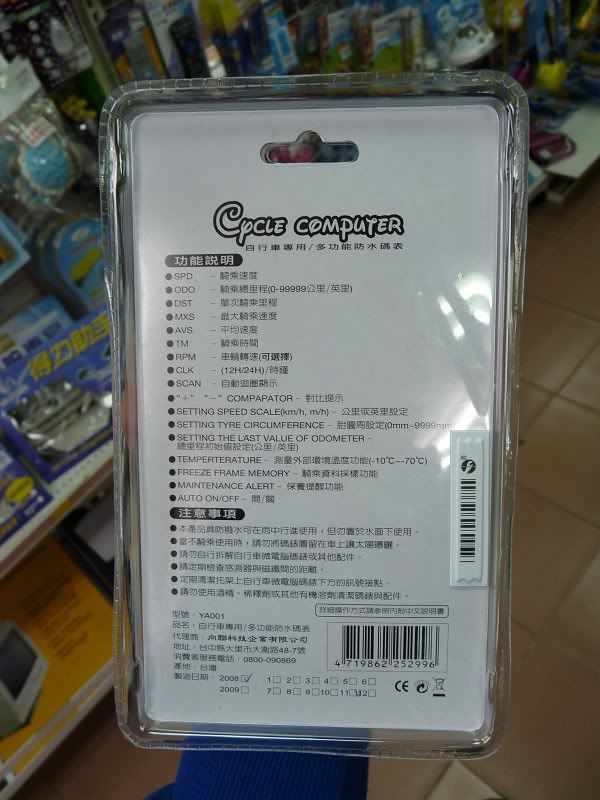 CYCLE COMPUTER
自行車專用/多功能防水碼表
功能説明
●SPD －騎乘速度
●ODO －騎乘總里程(0-99999公里/英里)
●DST －單次騎乘里程
●MXS －最大騎乘速度
●AVS －平均速度
●TM －騎乘時間
●RPM －車輪轉速(可選擇)
●CLK －(12H/24H)/時鐘
●SCAN －自動迴圈顯示
●"＋" "－" COMPAPATOR－對比提示
●SETTING SPEED SCALE(km/h, m/h) －公里或英里設定
●SETTING TYRE CIRCUMFERENCE－胎圍周設定(0mm~9999mm)
●SETTING THE LAST VALUE OF ODOMETER－
總里程初始值設定(公里/英里)
●TEMPERTERATURE－測量外部環境溫度功能(-10℃~-70℃)
●FREEZE FRAME MEMORY－騎乘資料採樣功能
●MAINTENANCE ALERT－保養提醒功能
●AUTO ON/OFF－開/關
注意事項
●本產品具防撥水可在雨中行進使用，但勿置於水面下使用。
●當不騎乘使用時，請勿將碼錶置留在車上讓太陽曝曬。
●請勿自行拆解自行車微電腦碼錶或其他配件。
●請定期檢查感測器與磁鐵間的距離。
●定期清潔托架上自行車微電腦碼錶下方的訊號接點。
●請勿使用酒精、稀釋劑或其他有機溶劑清潔碼錶與配件。
詳細操作方式請參照內附中文說明書
型號：YA001
品名：自行車專用/多功能防水碼表
代理商：向聯科技企業有限公司
地址：台中縣大里市大衛路48-7號
消費者服務電話：0800-090869
產地：台灣
製造日期：2008 1 2 3 4 5 6
2009 7 8 9 10 11 12
4 719862 252996
CE
得力助手